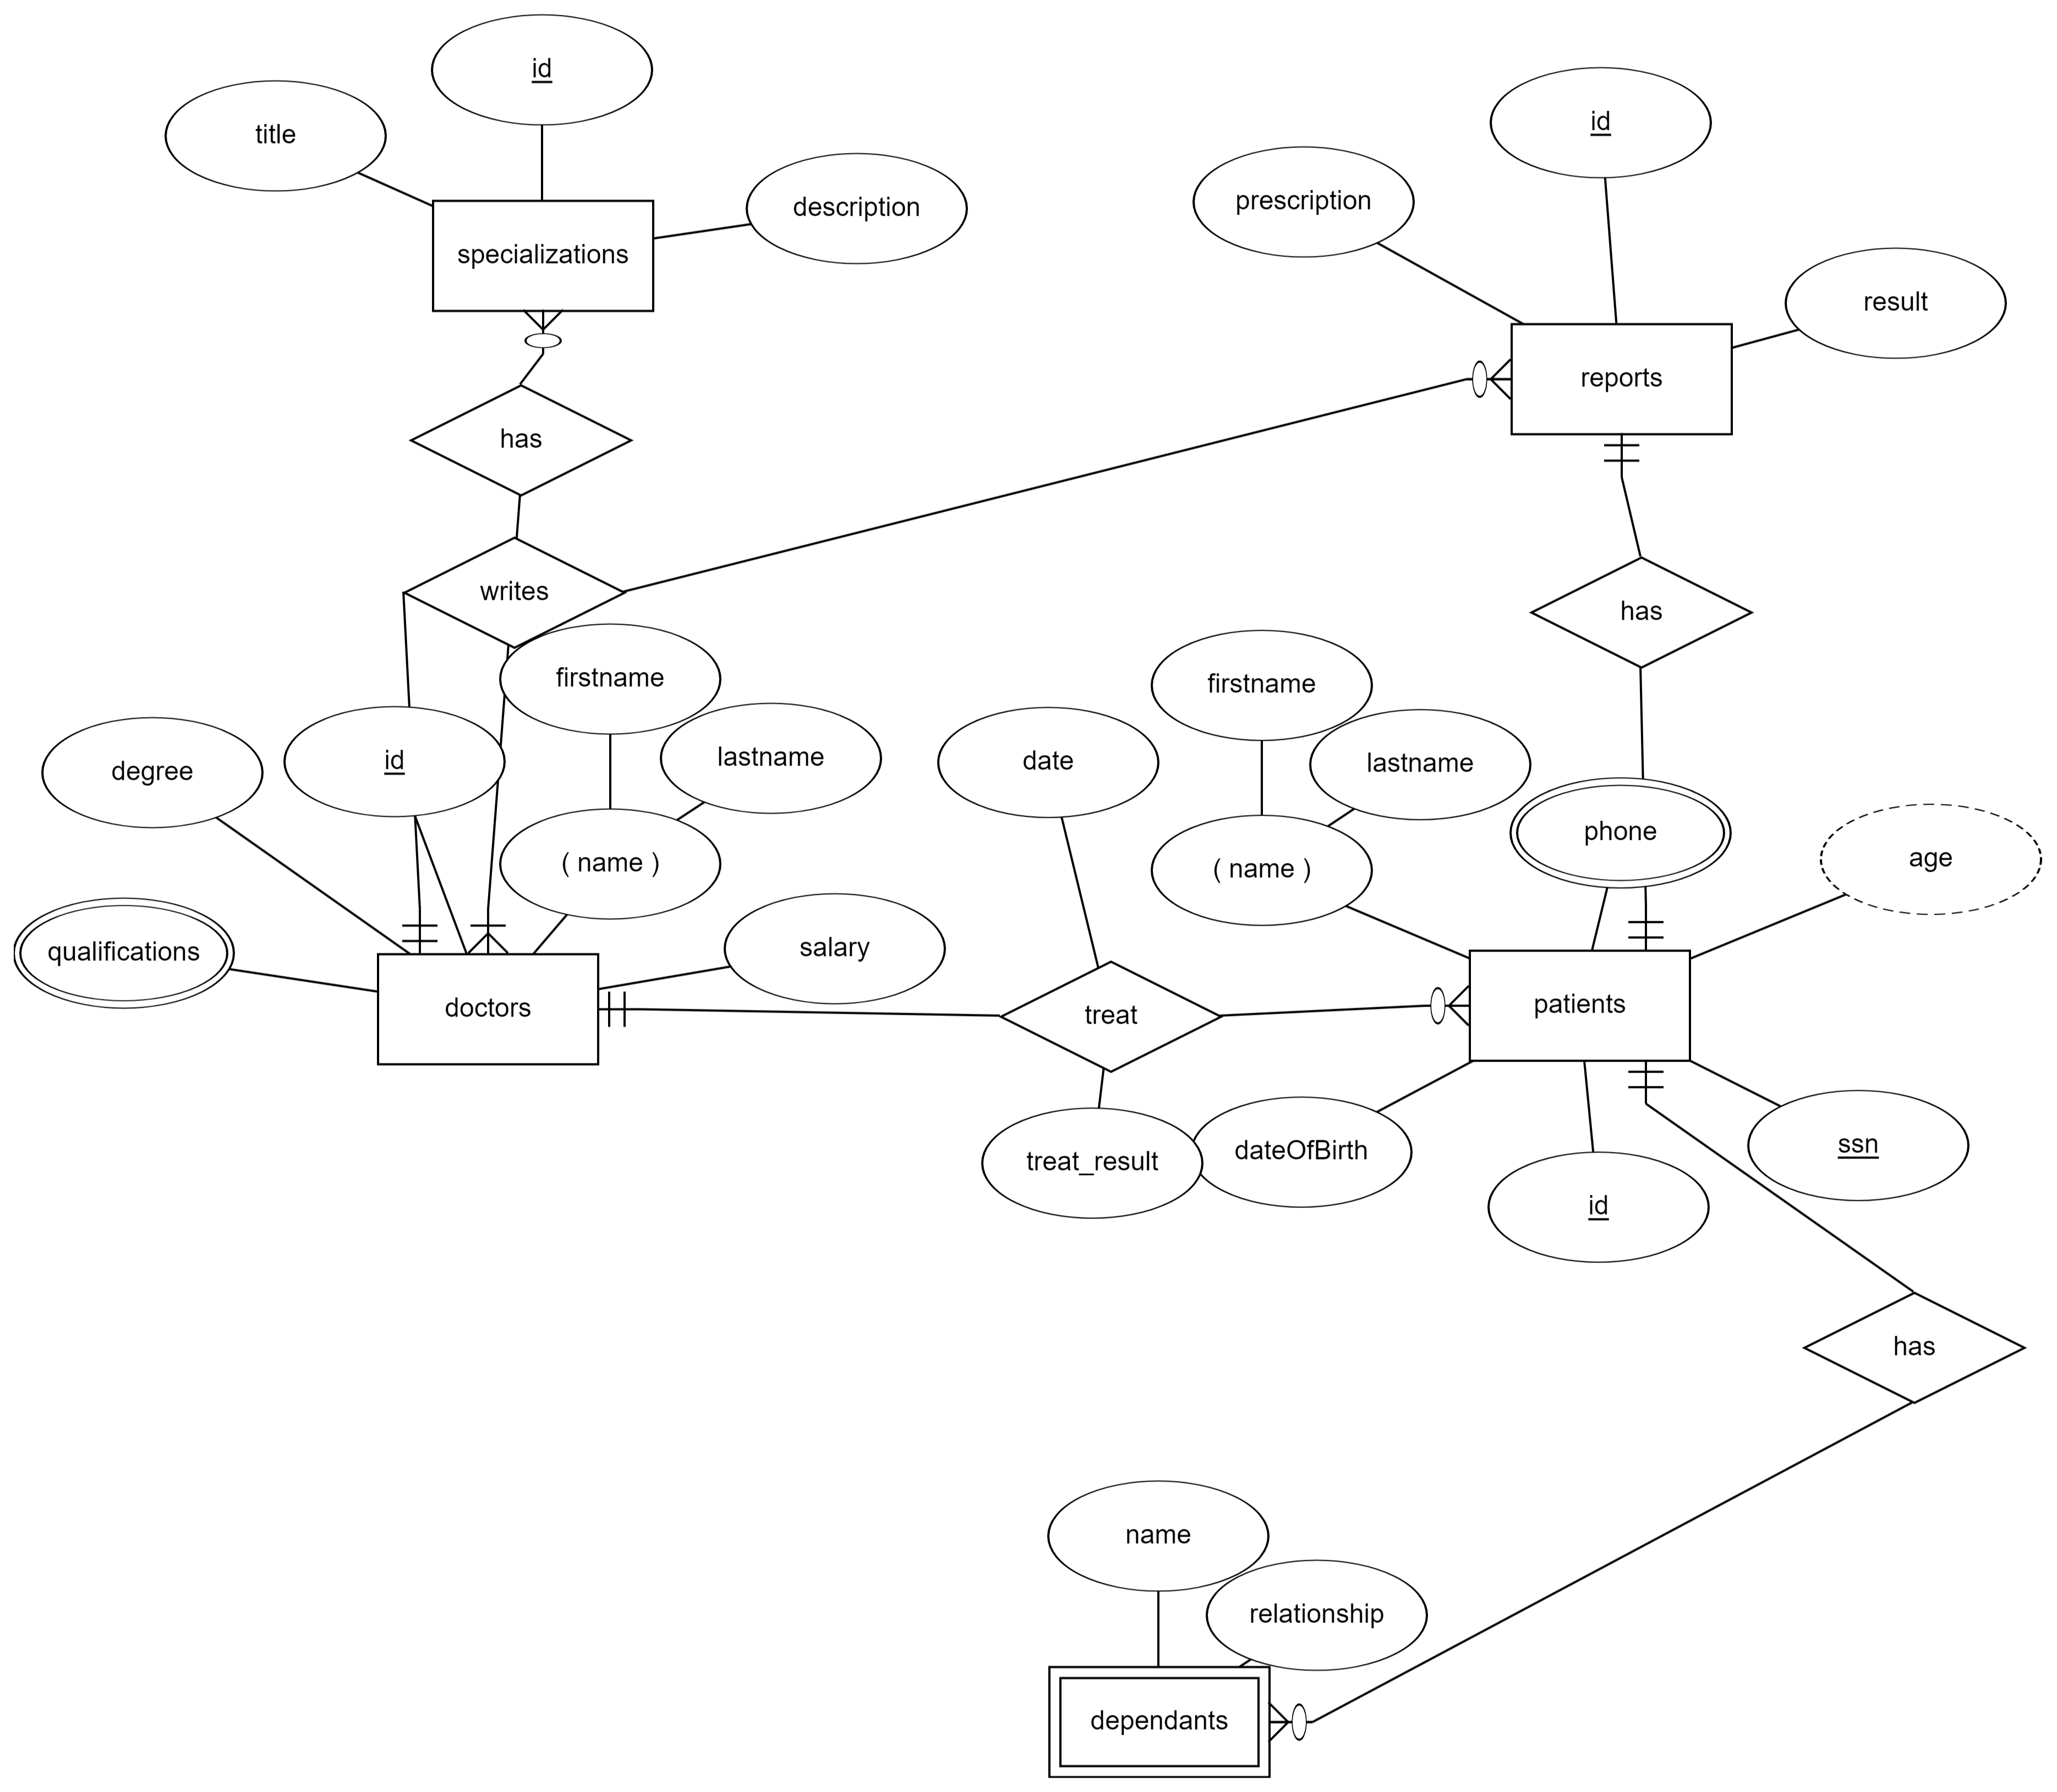 id
title
description
specializations
has
writes
id
prescription
result
reports
has
firstname
lastname
( name )
id
degree
qualifications
salary
doctors
date
treat
treat_result
firstname
lastname
( name )
phone
age
patients
dateOfBirth
id
ssn
has
name
relationship
dependants